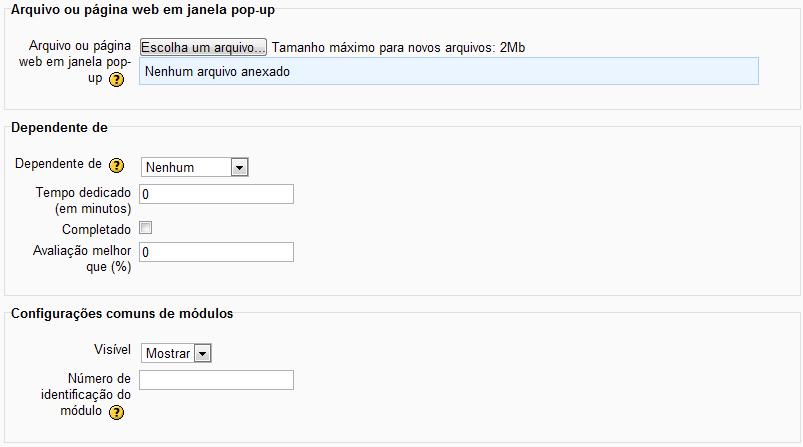 Arquivo ou página web em janela pop-up
Arquivo ou página
web em janela pop-
up ?
Escolha um arquivo... Tamanho máximo para novos arquivos: 2Mb
Nenhum arquivo anexado
Dependente de
Dependente de ? Nenhum
Tempo dedicado
(em minutos) 0
Completado
Avaliação melhor
que (%) 0
Configurações comuns de módulos
Visível Mostrar
Número de
identificação do
módulo ?